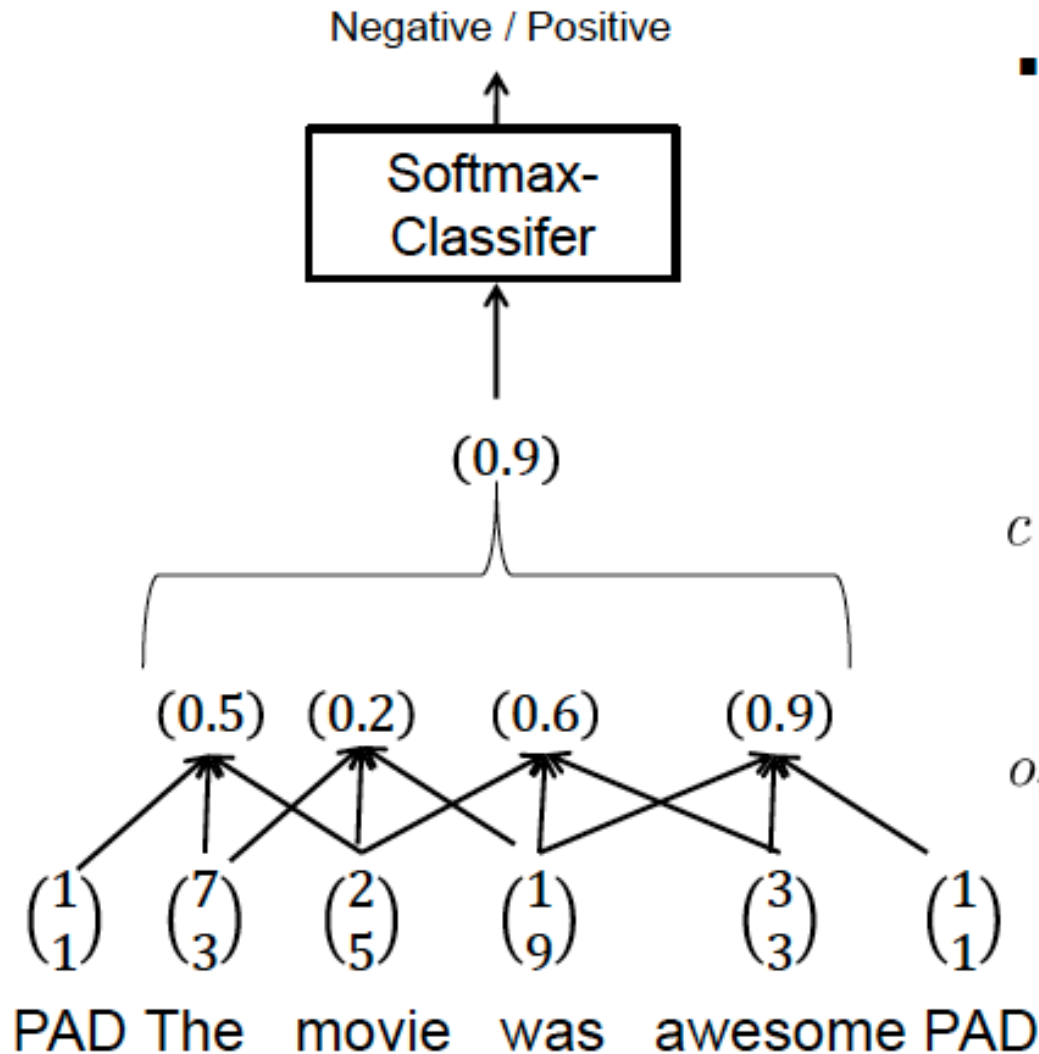 Negative / Positive
▪
Softmax-
Classifer
(0.9)
c
(0.5) (0.2) (0.6) (0.9)
o
(1 (7 (2 (1 (3 (1
1) 3) 5) 9) 3) 1)
PAD The movie was awesome PAD